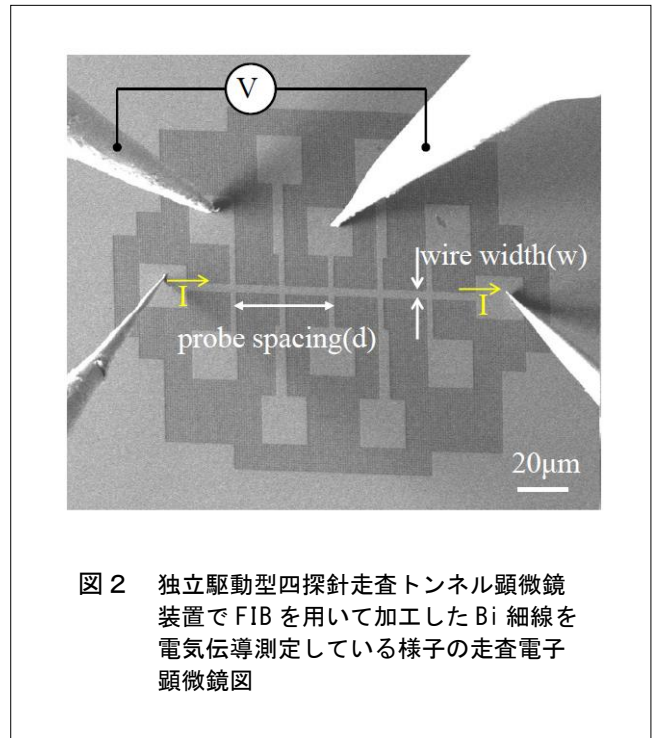 V
wire width(w)
I
I
probe spacing(d)
20μm
図2 独立駆動型四探針走査トンネル顕微鏡
装置でFIBを用いて加工したBi細線を
電気伝導測定している様子の走査電子
顕微鏡図